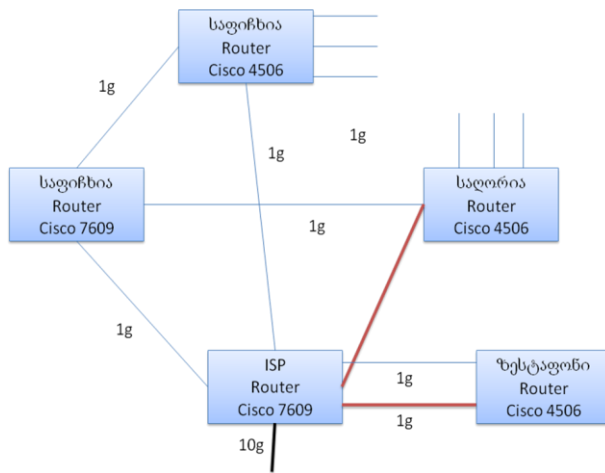 საფიჩხია
Router
Cisco 4506
1g
1g
1g
საფიჩხია
Router
Cisco 7609
საღორია
Router
Cisco 4506
1g
1g
ISP
Router
Cisco 7609
ზესტაფონი
Router
Cisco 4506
1g
1g
10g